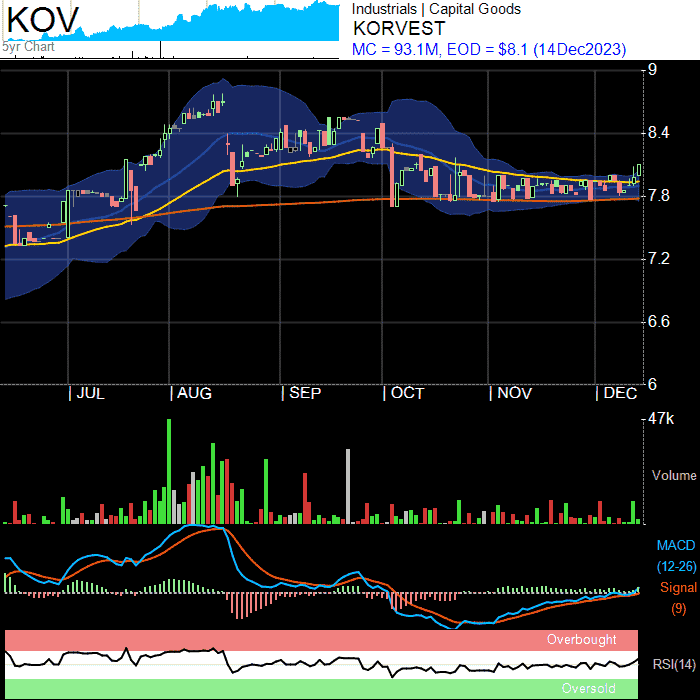 KOV
5yr Chart
Industrials | Capital Goods
KORVEST
MC = 93.1M, EOD = $8.1 (14Dec2023)
9
8.4
7.8
7.2
6.6
6
JUL AUG SEP OCT NOV DEC
47k
Volume
MACD
(12-26)
Signal
(9)
Overbought
RSI(14)
Oversold